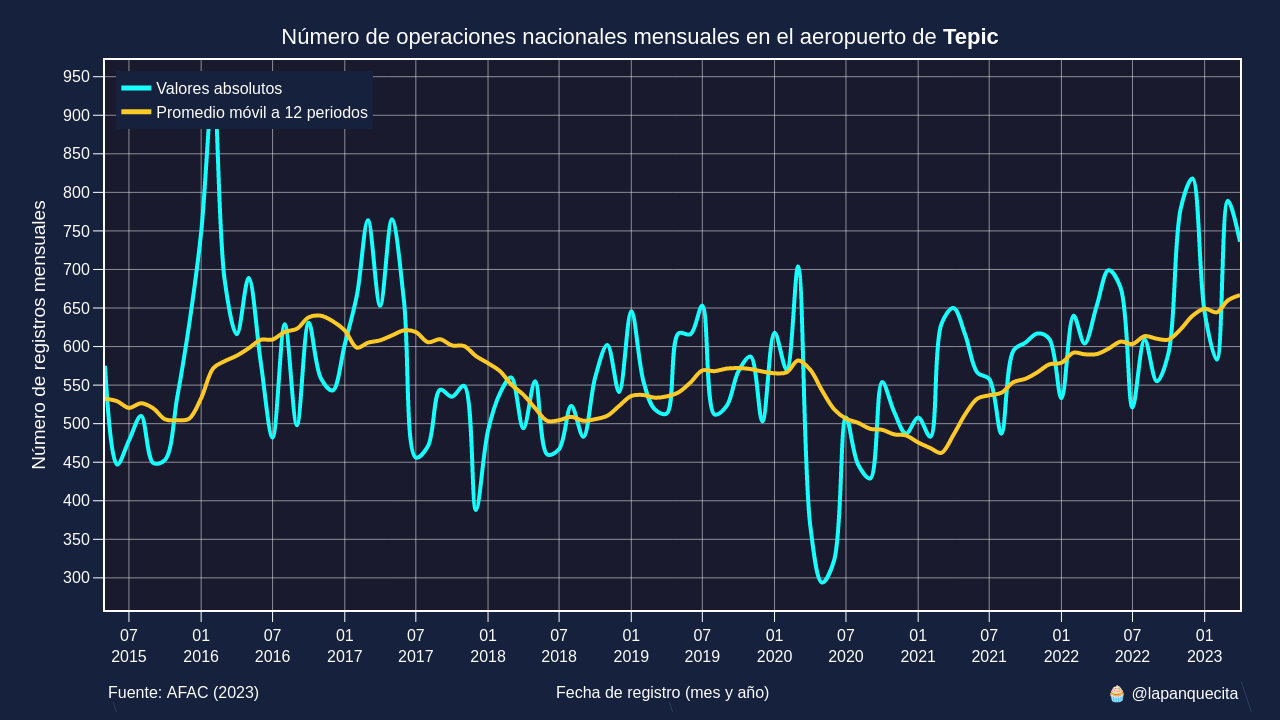 Número de operaciones nacionales mensuales en el aeropuerto de Tepic
Valores absolutos
Promedio móvil a 12 periodos
Número de registros mensuales
950
900
850
800
750
700
650
600
550
500
450
400
350
300
07 01 07 01 07 01 07 01 07 01 07 01 07 01 07 01
2015 2016 2016 2017 2017 2018 2018 2019 2019 2020 2020 2021 2021 2022 2022 2023
Fuente: AFAC (2023) Fecha de registro (mes y año) 🧁 @lapanquecita